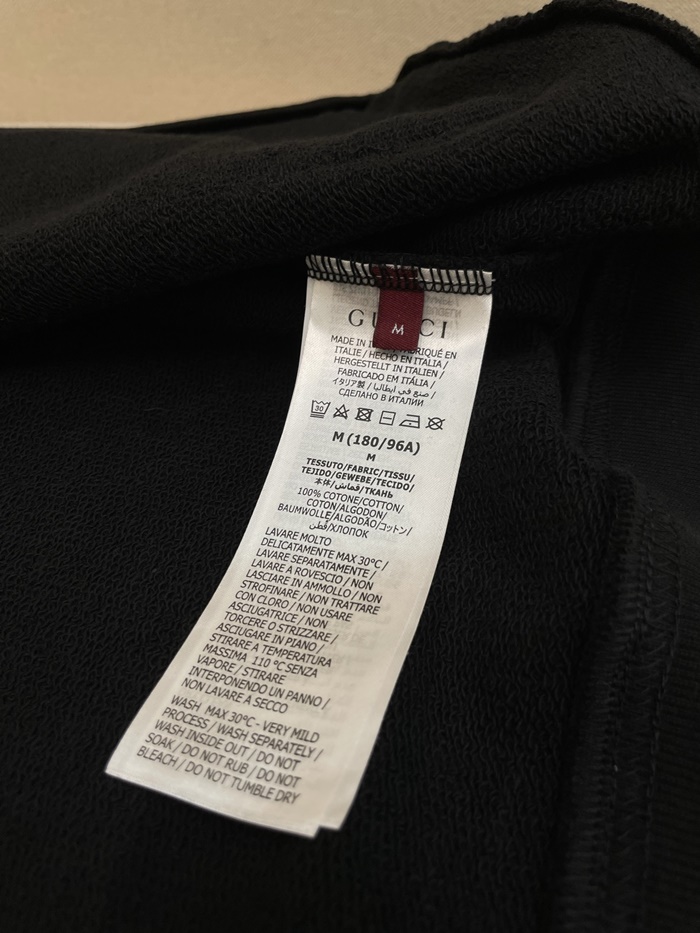 M
GUCCI
MADE IN FABRIQUÉ EN
ITALIE / HECHO EN ITALIA /
HERGESTELLT IN ITALIEN /
FABRICADO EM ITÁLIA /
イタリア製 / صنع في ايطاليا /
СДЕЛАНО В ИТАЛИИ
30
M (180/96A)
M
TESSUTO/FABRIC/TISSU/
TEJIDO/GEWEBE/TECIDO/
本体/قماش/ТКАНЬ
100% COTONE/COTTON/
COTON/ALGODON/
BAUMWOLLE/ALGODÃO/コットン/
قطن/ХЛОПОК
LAVARE MOLTO
DELICATAMENTE MAX 30°C /
LAVARE SEPARATAMENTE /
LAVARE A ROVESCIO / NON
LASCIARE IN AMMOLLO / NON
STROFINARE / NON TRATTARE
CON CLORO / NON USARE
ASCIUGATRICE / NON
TORCERE O STRIZZARE /
ASCIUGARE IN PIANO /
STIRARE A TEMPERATURA
MASSIMA 110 °C SENZA
VAPORE / STIRARE
INTERPONENDO UN PANNO /
NON LAVARE A SECCO
WASH MAX 30°C - VERY MILD
PROCESS / WASH SEPARATELY /
WASH INSIDE OUT / DO NOT
SOAK / DO NOT RUB / DO NOT
BLEACH / DO NOT TUMBLE DRY